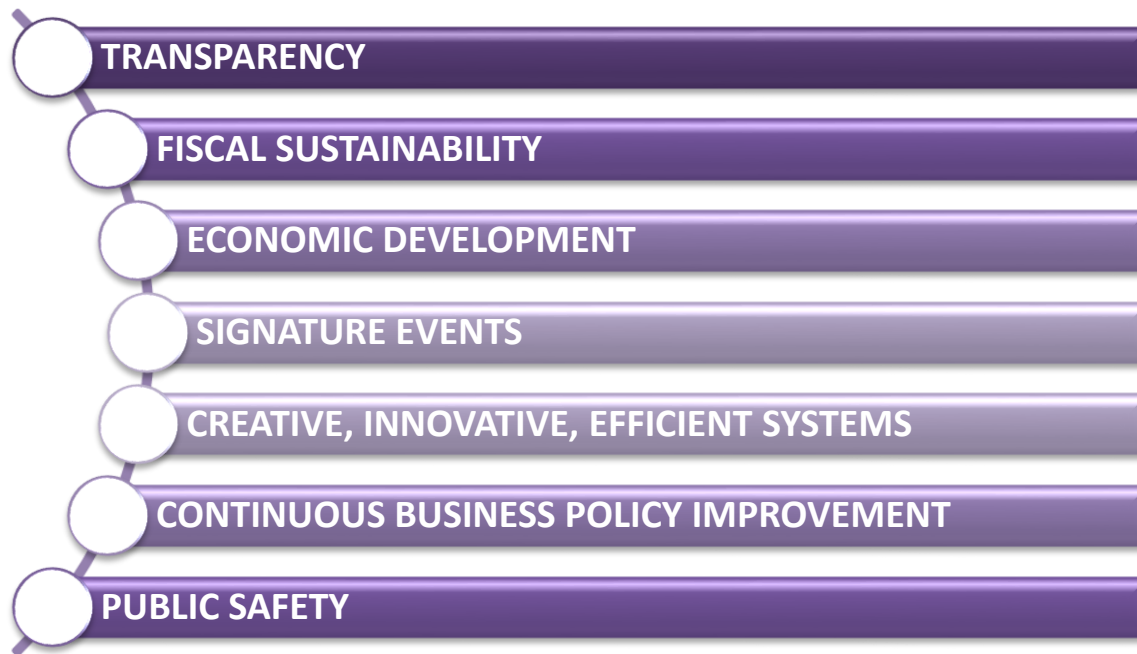 TRANSPARENCY
FISCAL SUSTAINABILITY
ECONOMIC DEVELOPMENT
SIGNATURE EVENTS
CREATIVE, INNOVATIVE, EFFICIENT SYSTEMS
CONTINUOUS BUSINESS POLICY IMPROVEMENT
PUBLIC SAFETY